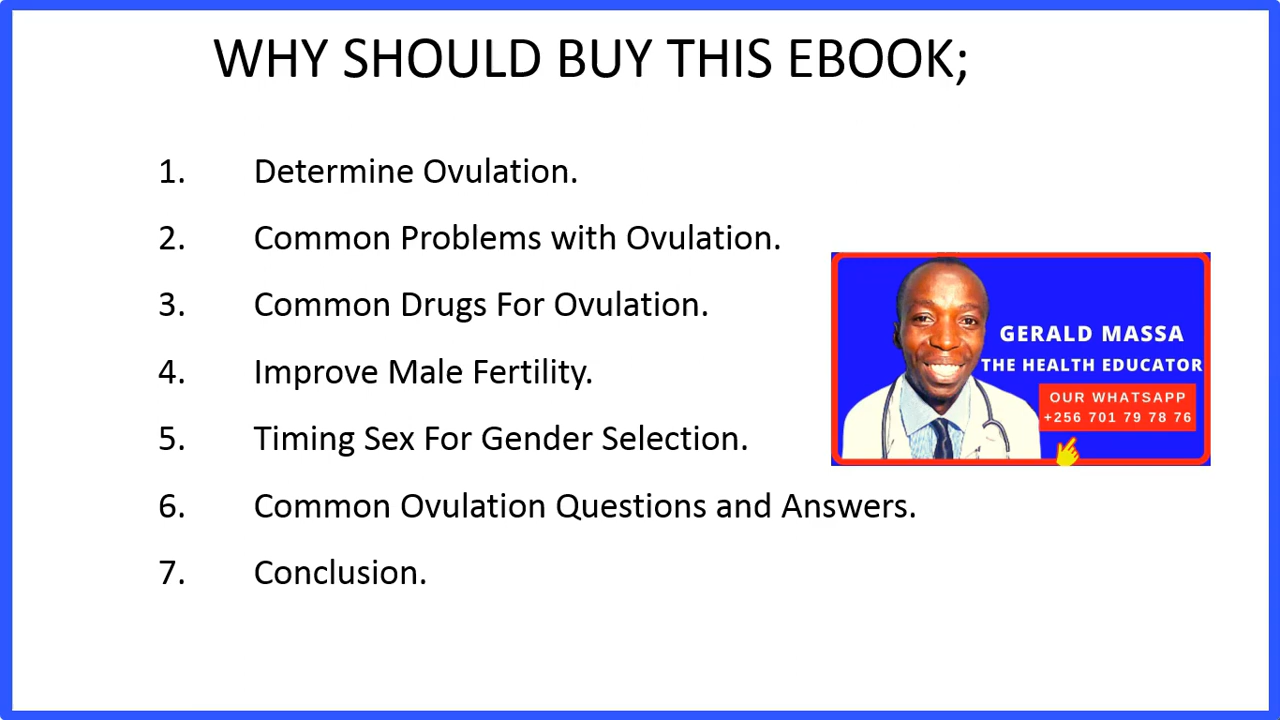 WHY SHOULD BUY THIS EBOOK;
1. Determine Ovulation.
2. Common Problems with Ovulation.
3. Common Drugs For Ovulation.
4. Improve Male Fertility.
5. Timing Sex For Gender Selection.
6. Common Ovulation Questions and Answers.
7. Conclusion.
GERALD MASSA
THE HEALTH EDUCATOR
OUR WHATSAPP
+256 701 79 78 76